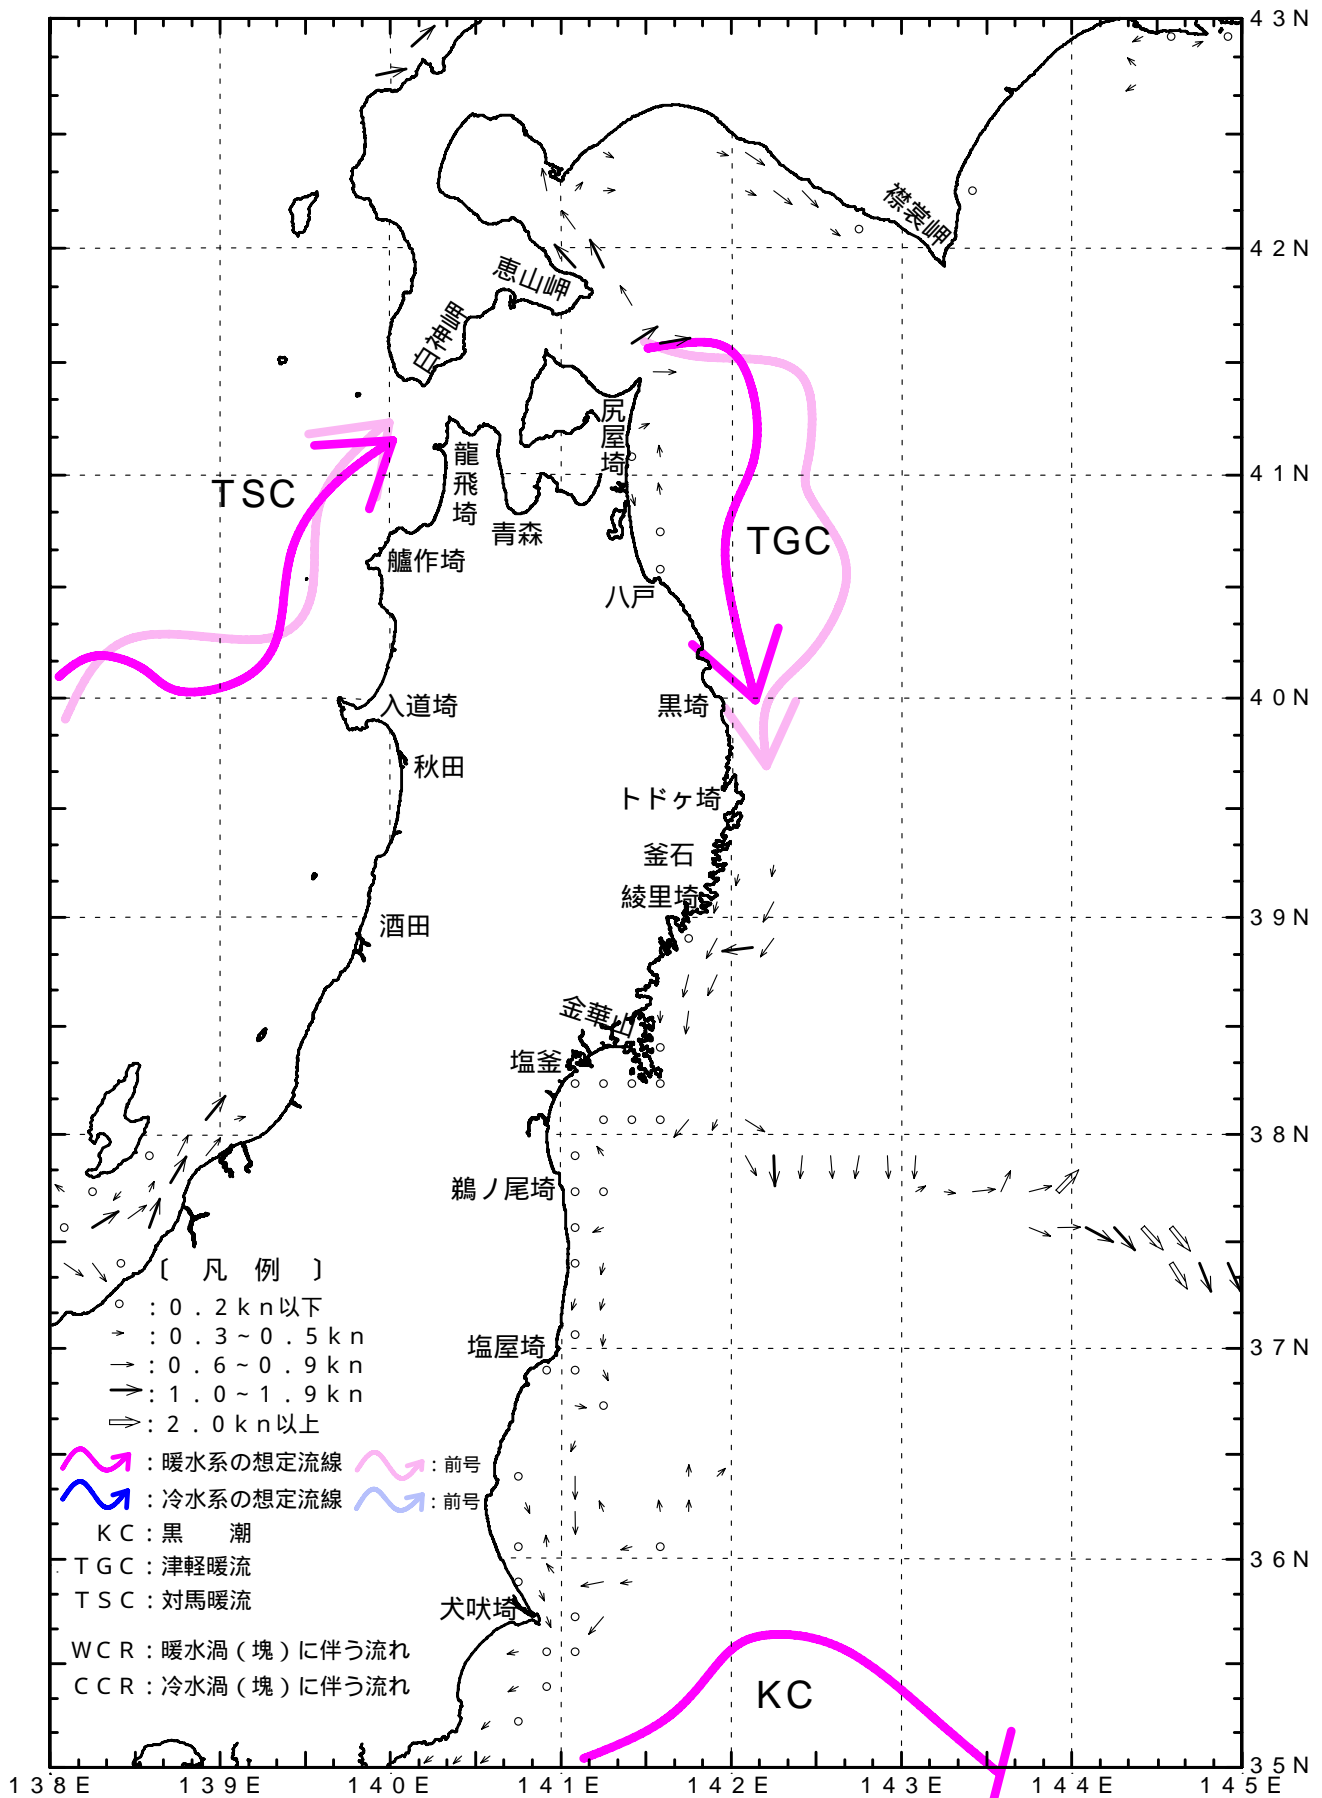 43N
襟裳岬
42N
恵山岬
白神岬
尻屋埼
龍飛埼
41N
TSC
青森
TGC
艫作埼
八戸
入道埼
黒埼
40N
秋田
トドヶ埼
釜石
綾里埼
酒田
39N
金華山
塩釜
38N
鵜ノ尾埼
〔 凡 例 〕
：０．２ｋｎ以下
：０．３～０．５ｋｎ
塩屋埼
37N
：０．６～０．９ｋｎ
：１．０～１．９ｋｎ
：２．０ｋｎ以上
：暖水系の想定流線 ：前号
：冷水系の想定流線 ：前号
ＫＣ：黒　潮
ＴＧＣ：津軽暖流
36N
ＴＳＣ：対馬暖流
犬吠埼
ＷＣＲ：暖水渦（塊）に伴う流れ
ＣＣＲ：冷水渦（塊）に伴う流れ
KC
35N
138E 139E 140E 141E 142E 143E 144E 145E